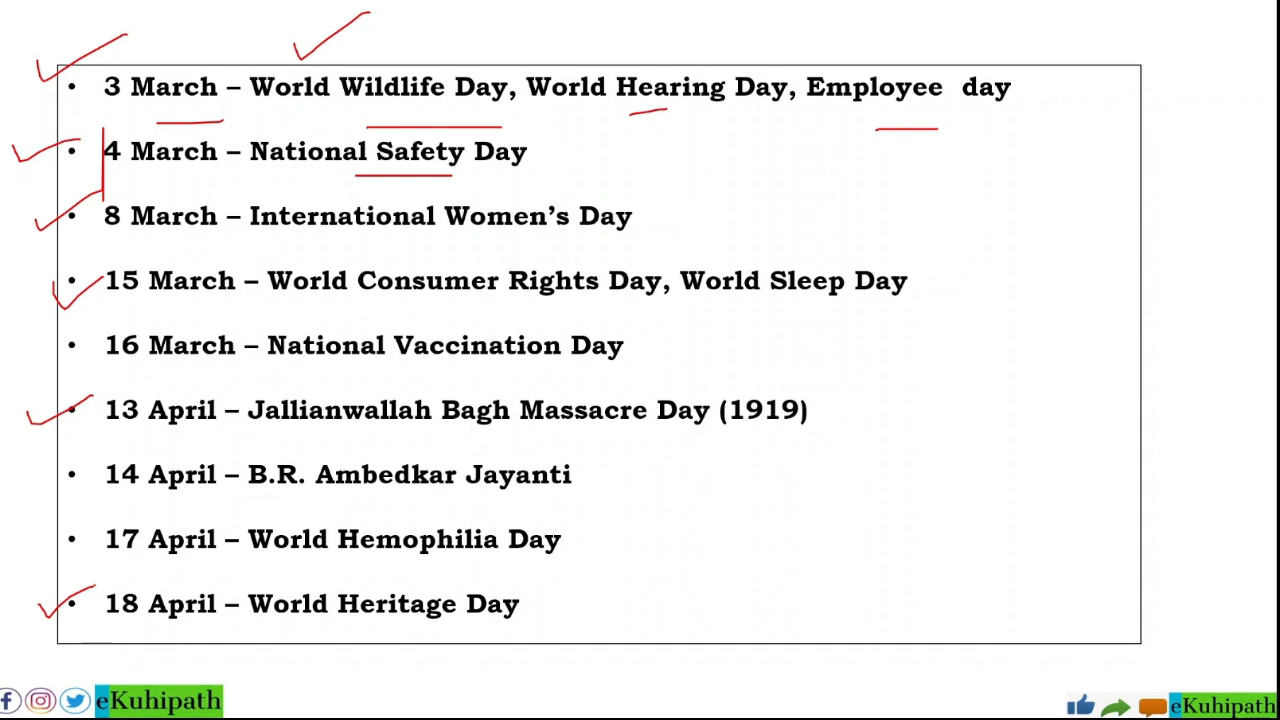 • 3 March – World Wildlife Day, World Hearing Day, Employee  day
• 4 March – National Safety Day
• 8 March – International Women’s Day
• 15 March – World Consumer Rights Day, World Sleep Day
• 16 March – National Vaccination Day
• 13 April – Jallianwallah Bagh Massacre Day (1919)
• 14 April – B.R. Ambedkar Jayanti
• 17 April – World Hemophilia Day
• 18 April – World Heritage Day
eKuhipath
eKuhipath